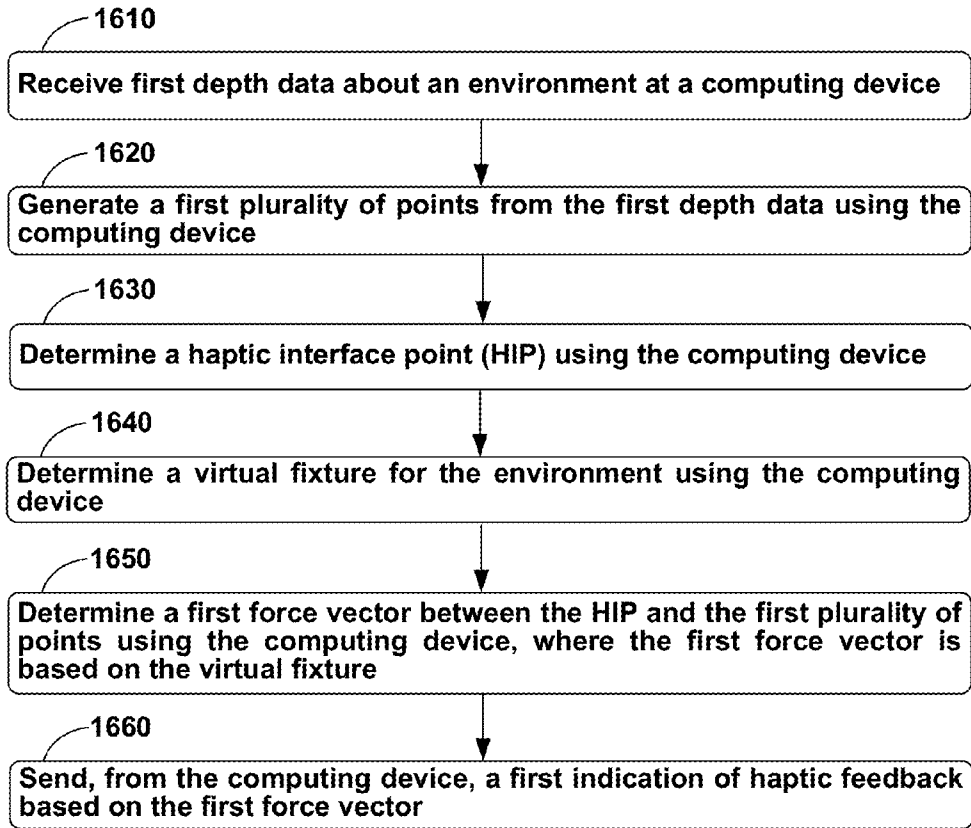 1610
Receive first depth data about an environment at a computing device
1620
Generate a first plurality of points from the first depth data using the
computing device
1630
Determine a haptic interface point (HIP) using the computing device
1640
Determine a virtual fixture for the environment using the computing
device
1650
Determine a first force vector between the HIP and the first plurality of
points using the computing device, where the first force vector is
based on the virtual fixture
1660
Send, from the computing device, a first indication of haptic feedback
based on the first force vector